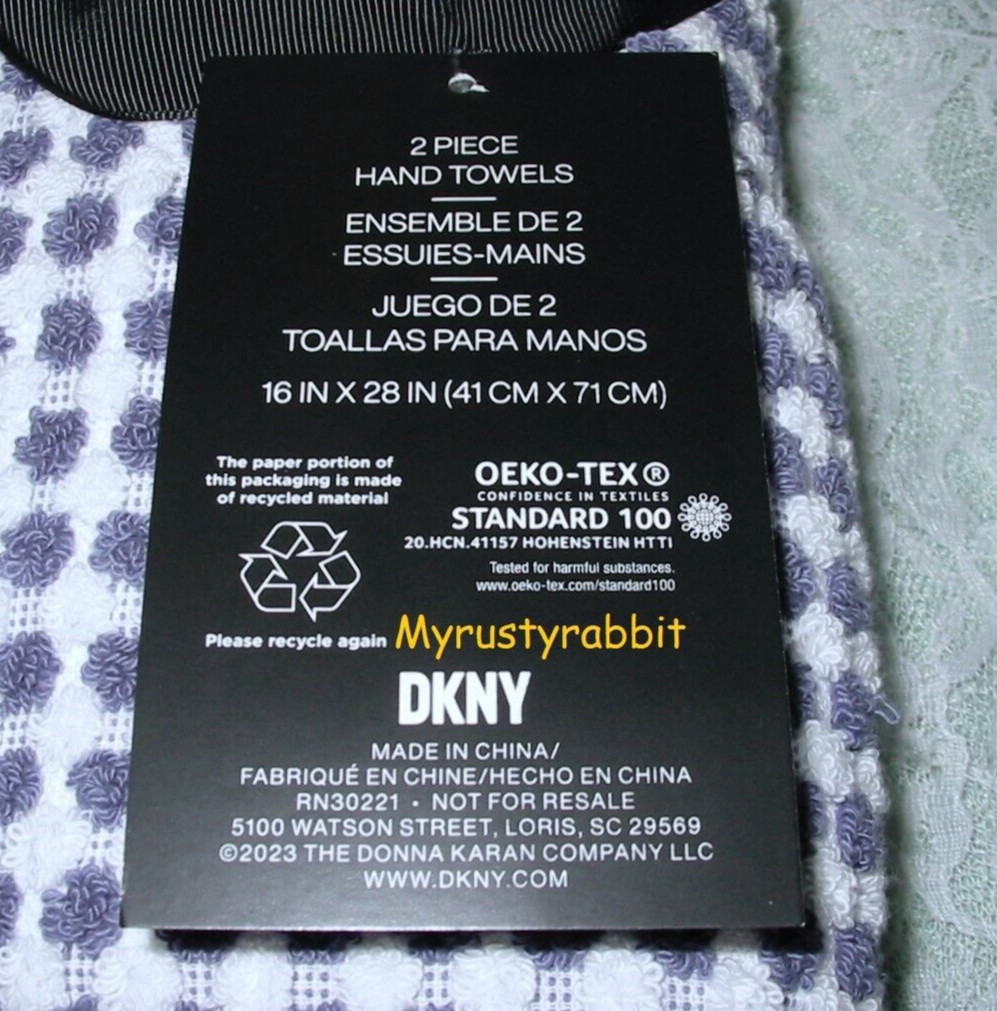 2 PIECE
HAND TOWELS
ENSEMBLE DE 2
ESSUIES-MAINS
JUEGO DE 2
TOALLAS PARA MANOS
16 IN X 28 IN (41 CM X 71 CM)
The paper portion of
this packaging is made
of recycled material
Please recycle again
OEKO-TEX®
CONFIDENCE IN TEXTILES
STANDARD 100
20.HCN.41157 HOHENSTEIN HTTI
Tested for harmful substances.
www.oeko-tex.com/standard100
Myrustyrabbit
DKNY
MADE IN CHINA/
FABRIQUÉ EN CHINE/HECHO EN CHINA
RN30221 • NOT FOR RESALE
5100 WATSON STREET, LORIS, SC 29569
©2023 THE DONNA KARAN COMPANY LLC
WWW.DKNY.COM